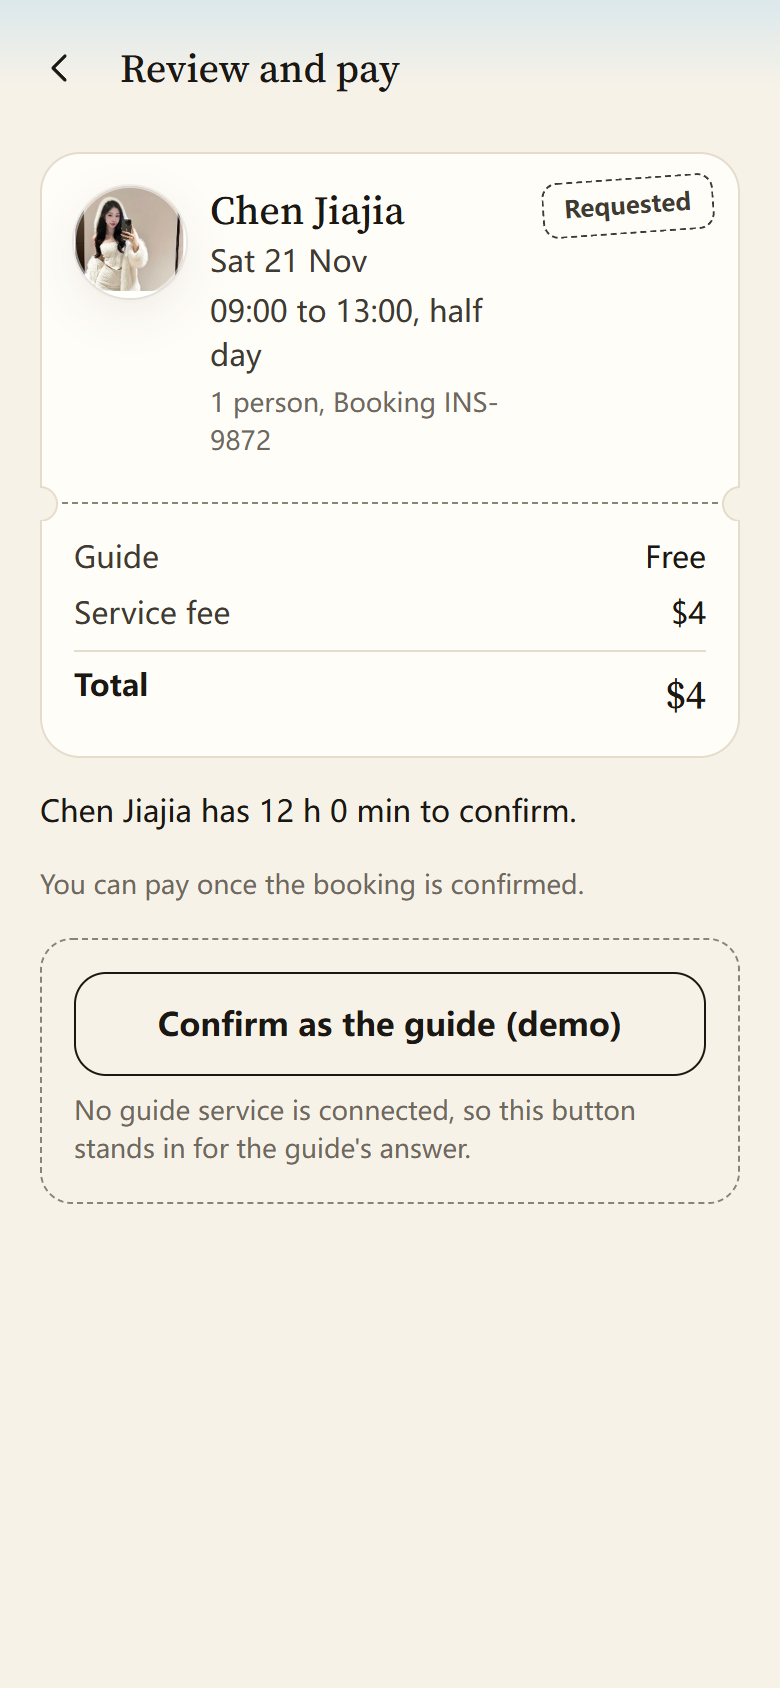 Review and pay
Chen Jiajia
Requested
Sat 21 Nov
09:00 to 13:00, half
day
1 person, Booking INS-
9872
Guide Free
Service fee $4
Total $4
Chen Jiajia has 12 h 0 min to confirm.
You can pay once the booking is confirmed.
Confirm as the guide (demo)
No guide service is connected, so this button
stands in for the guide's answer.